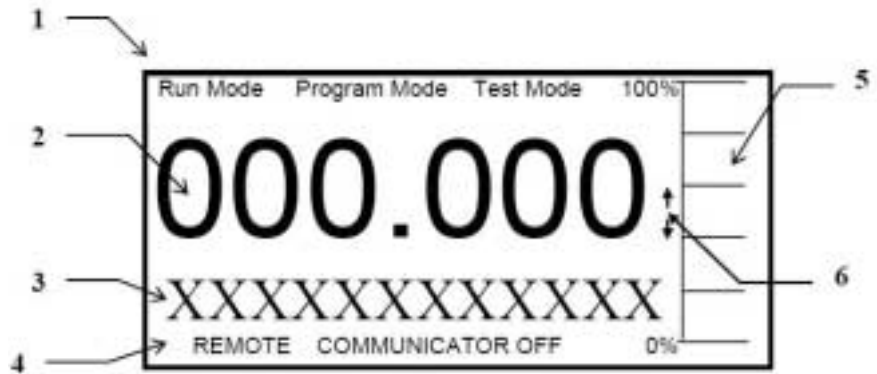 1
Run Mode Program Mode Test Mode 100%
5
2
000.000
6
3
XXXXXXXXXXXX
4
REMOTE COMMUNICATOR OFF 0%